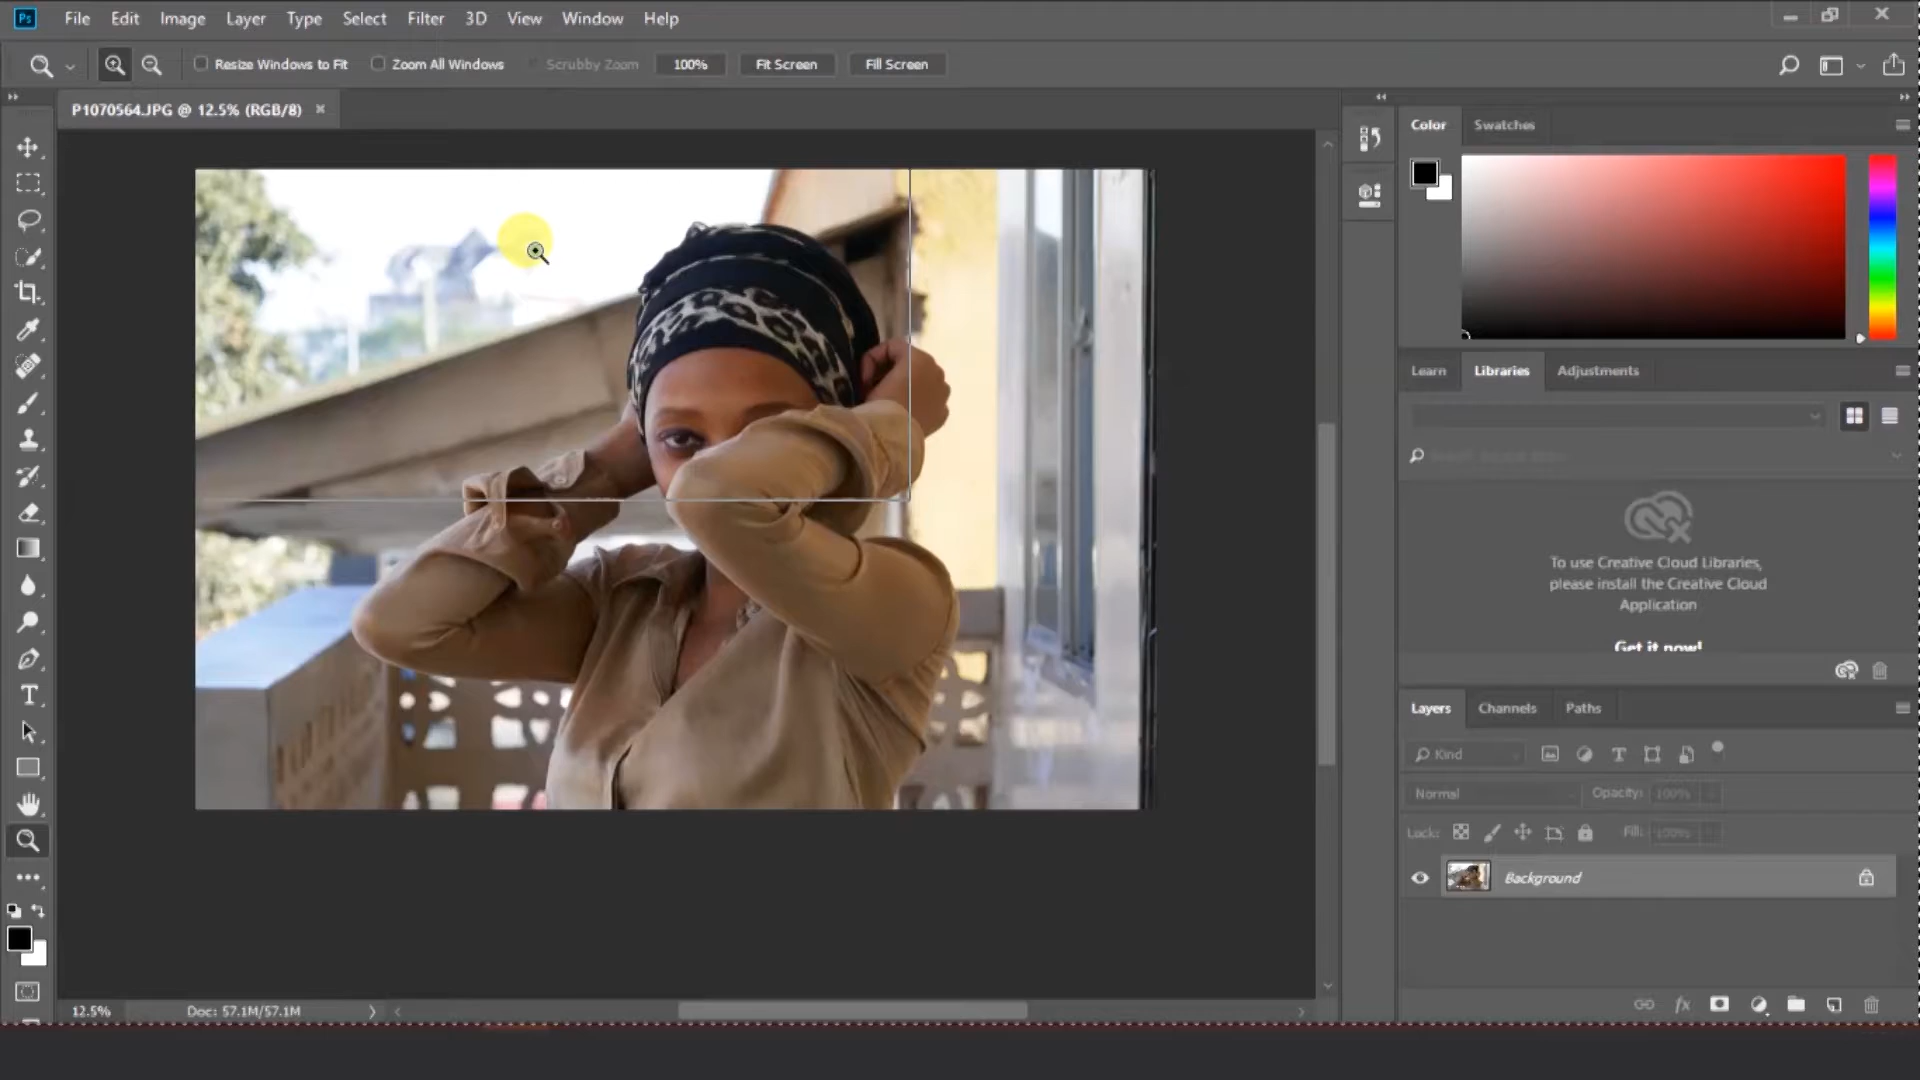 Ps File Edit Image Layer Type Select Filter 3D View Window Help
Resize Windows to Fit Zoom All Windows Scrubby Zoom 100% Fit Screen Fill Screen
P1070564.JPG @ 12.5% (RGB/8)
Color Swatches
Learn Libraries Adjustments
To use Creative Cloud Libraries,
please install the Creative Cloud
Application
Get it now!
Layers Channels Paths
Kind
Normal Opacity: 100%
Lock: Fill: 100%
Background
fx
T
12.5% Doc: 57.1M/57.1M